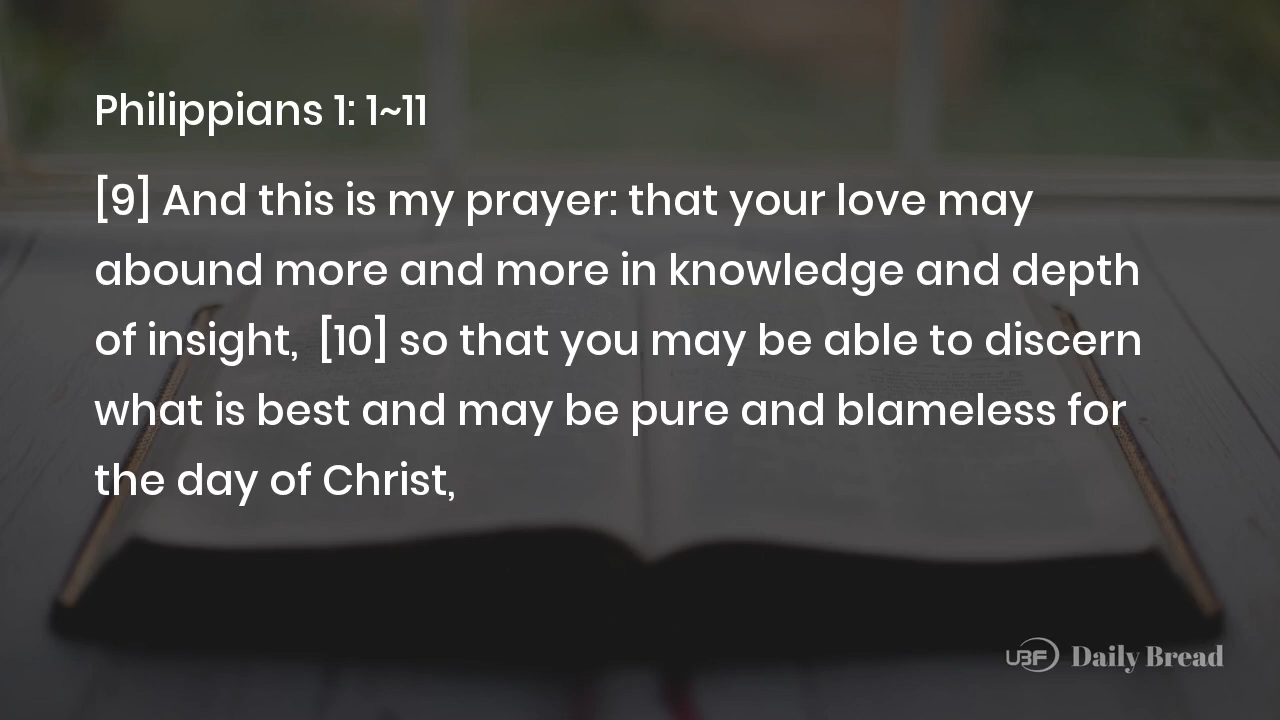 Philippians 1: 1~11
[9] And this is my prayer: that your love may
abound more and more in knowledge and depth
of insight,  [10] so that you may be able to discern
what is best and may be pure and blameless for
the day of Christ,
UBF Daily Bread